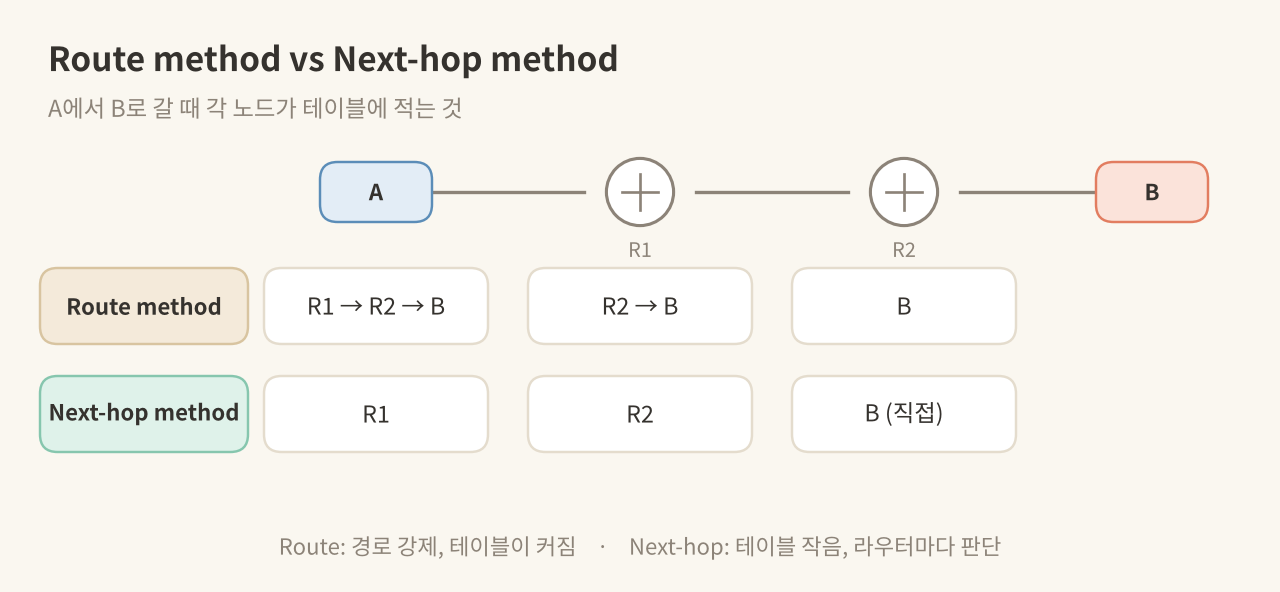 Route method vs Next-hop method
A에서 B로 갈 때 각 노드가 테이블에 적는 것
A
B
R1
R2
Route method
R1 → R2 → B
R2 → B
B
Next-hop method
R1
R2
B (직접)
Route: 경로 강제, 테이블이 커짐 · Next-hop: 테이블 작음, 라우터마다 판단